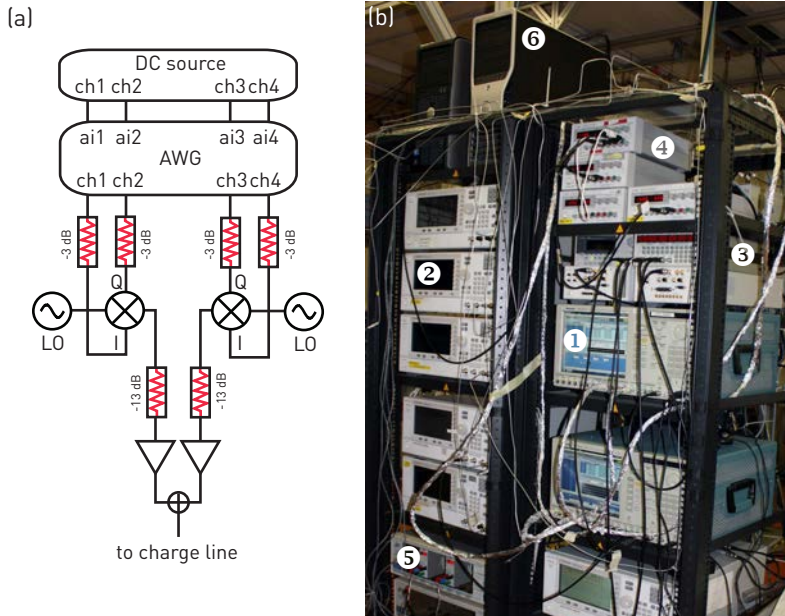 (a)
DC source
ch1 ch2 ch3 ch4
ai1 ai2 ai3 ai4
AWG
ch1 ch2 ch3 ch4
-3 dB -3 dB -3 dB -3 dB
Q Q
LO I I LO
-13 dB -13 dB
to charge line
(b)
6
4
2
3
1
5